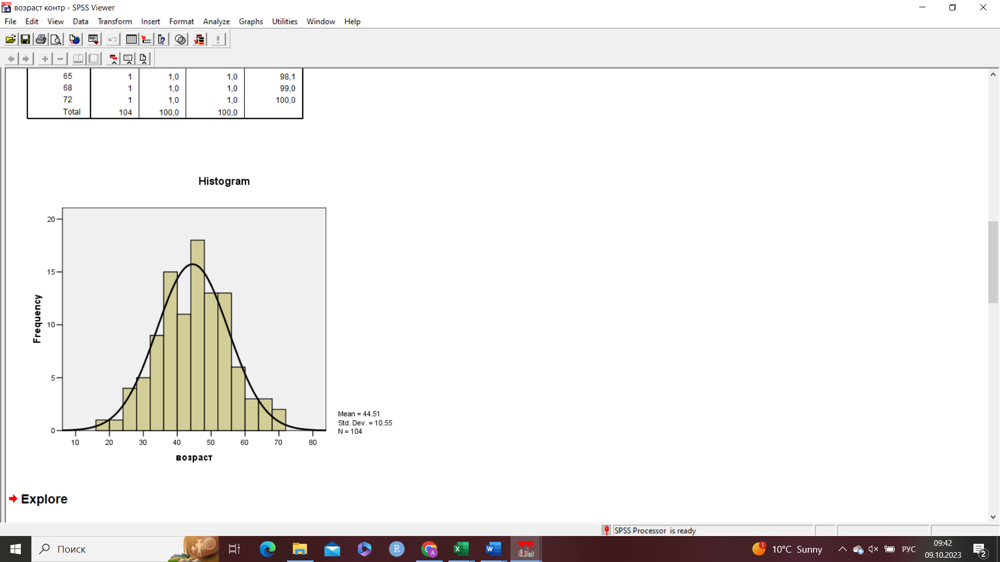 возраст контр - SPSS Viewer
File Edit View Data Transform Insert Format Analyze Graphs Utilities Window Help
65 1 1,0 1,0 98,1
68 1 1,0 1,0 99,0
72 1 1,0 1,0 100,0
Total 104 100,0 100,0
Histogram
20
15
10
5
0
Frequency
10 20 30 40 50 60 70 80
возраст
Mean = 44.51
Std. Dev. = 10.55
N = 104
Explore
SPSS Processor is ready
Поиск
10°C Sunny
РУС
09:42
09.10.2023